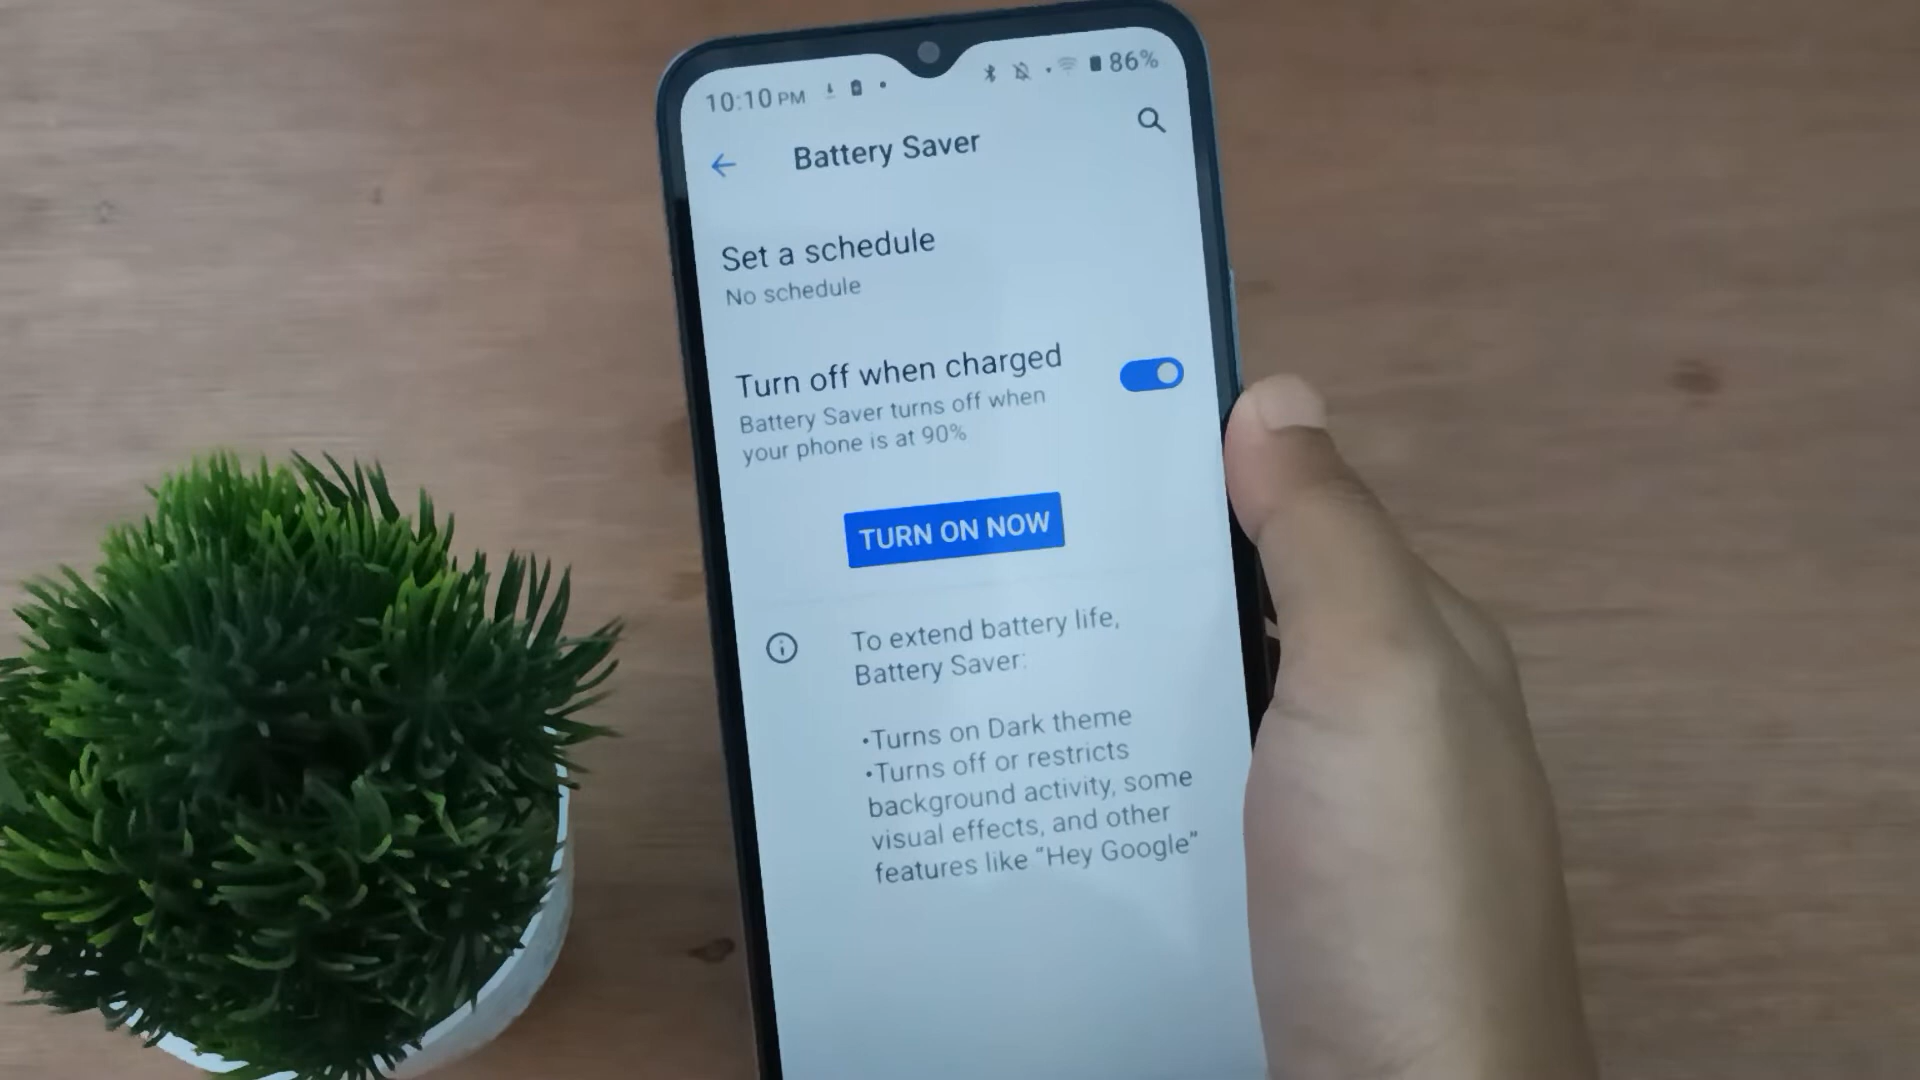 10:10 PM
86%
Battery Saver
Set a schedule
No schedule
Turn off when charged
Battery Saver turns off when
your phone is at 90%
TURN ON NOW
To extend battery life,
Battery Saver:
•Turns on Dark theme
•Turns off or restricts
background activity, some
visual effects, and other
features like “Hey Google”